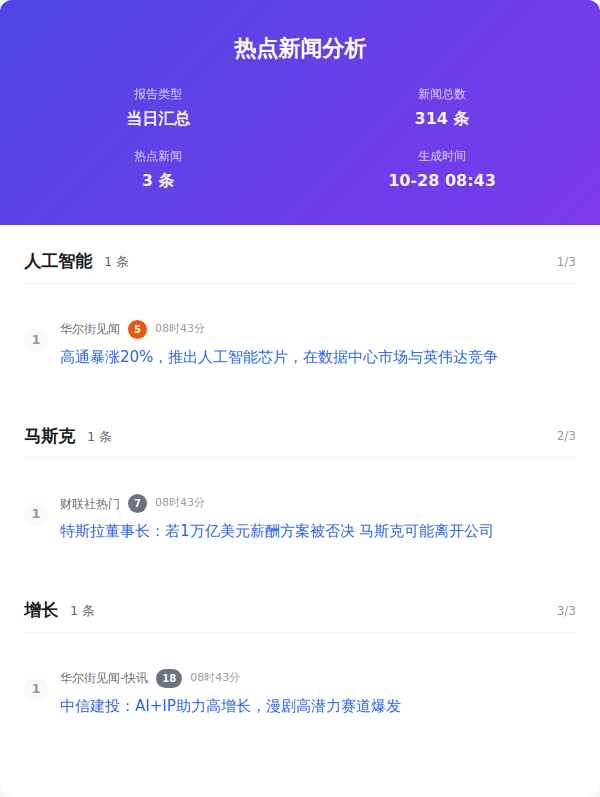 热点新闻分析
报告类型 新闻总数
当日汇总 314 条
热点新闻 生成时间
3 条 10-28 08:43
人工智能 1 条 1/3
华尔街见闻 5 08时43分
1
高通暴涨20%，推出人工智能芯片，在数据中心市场与英伟达竞争
马斯克 1 条 2/3
财联社热门 7 08时43分
1
特斯拉董事长：若1万亿美元薪酬方案被否决 马斯克可能离开公司
增长 1 条 3/3
华尔街见闻-快讯 18 08时43分
1
中信建投：AI+IP助力高增长，漫剧高潜力赛道爆发